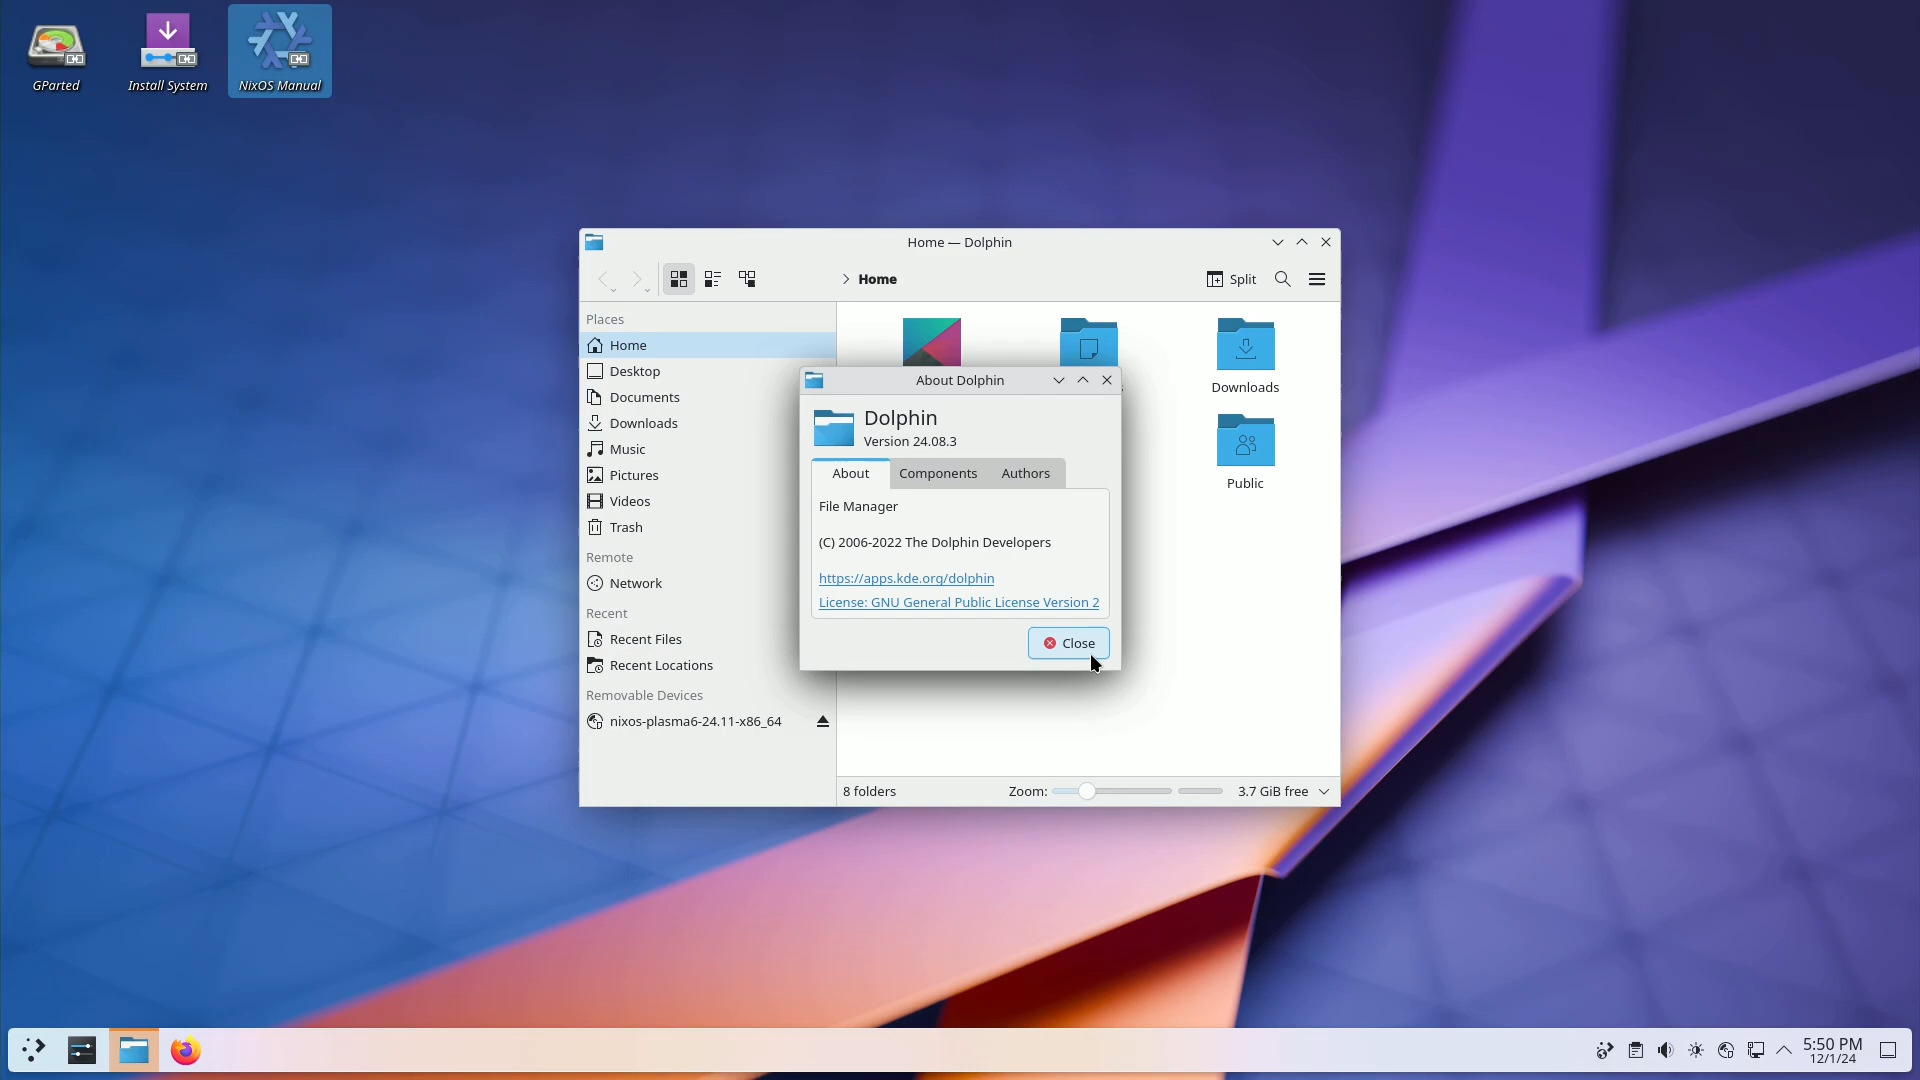 GParted
Install System
NixOS Manual
Home — Dolphin
Home
Split
Places
Home
Desktop
Documents
Downloads
Music
Pictures
Videos
Trash
Remote
Network
Recent
Recent Files
Recent Locations
Removable Devices
nixos-plasma6-24.11-x86_64
Downloads
Public
About Dolphin
Dolphin
Version 24.08.3
About
Components
Authors
File Manager
(C) 2006-2022 The Dolphin Developers
https://apps.kde.org/dolphin
License: GNU General Public License Version 2
Close
8 folders
Zoom:
3.7 GiB free
5:50 PM
12/1/24